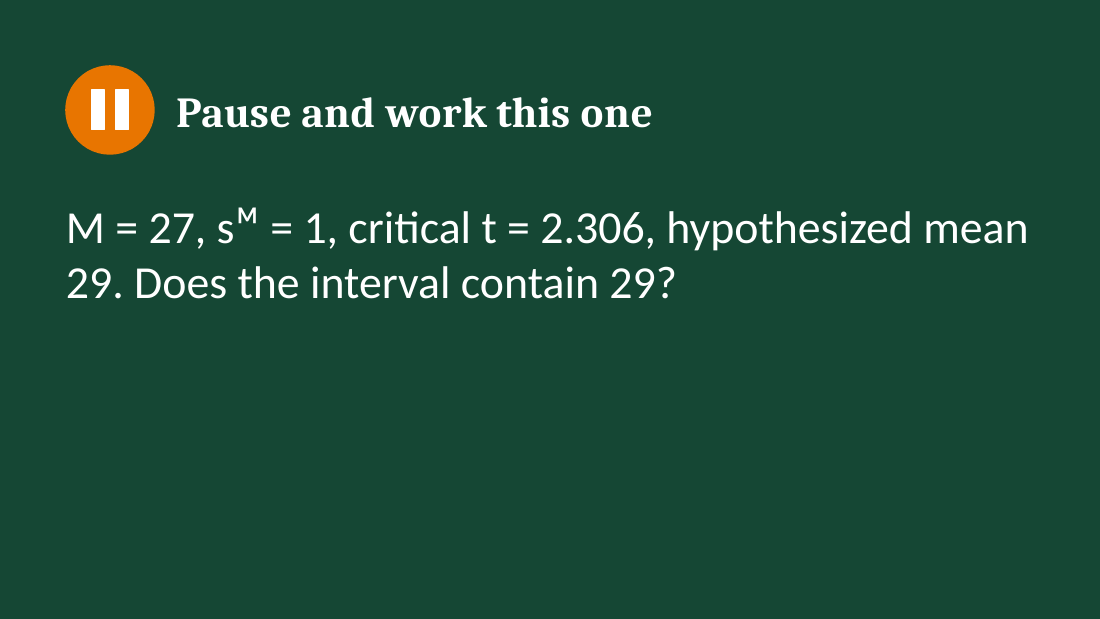 Pause and work this one
M = 27, sᴹ = 1, critical t = 2.306, hypothesized mean
29. Does the interval contain 29?